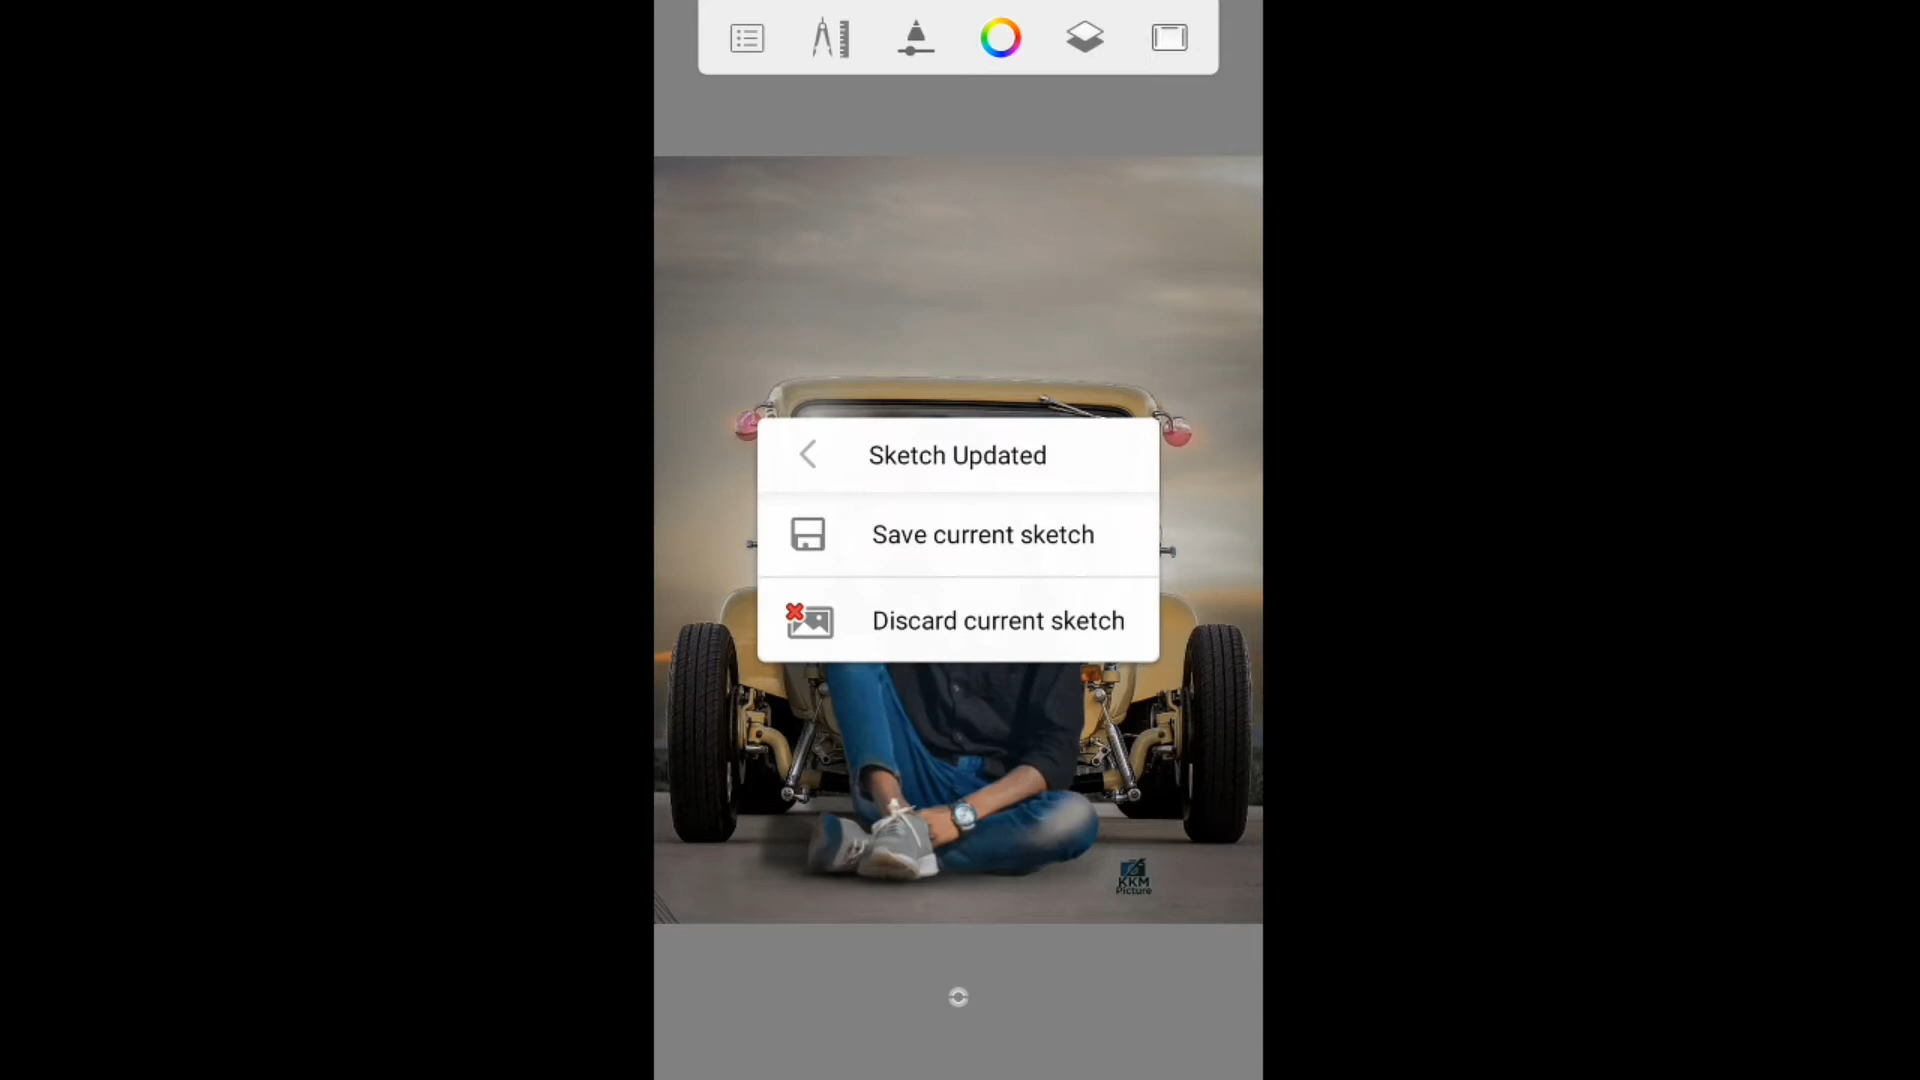 Sketch Updated
Save current sketch
Discard current sketch
KKM
Picture